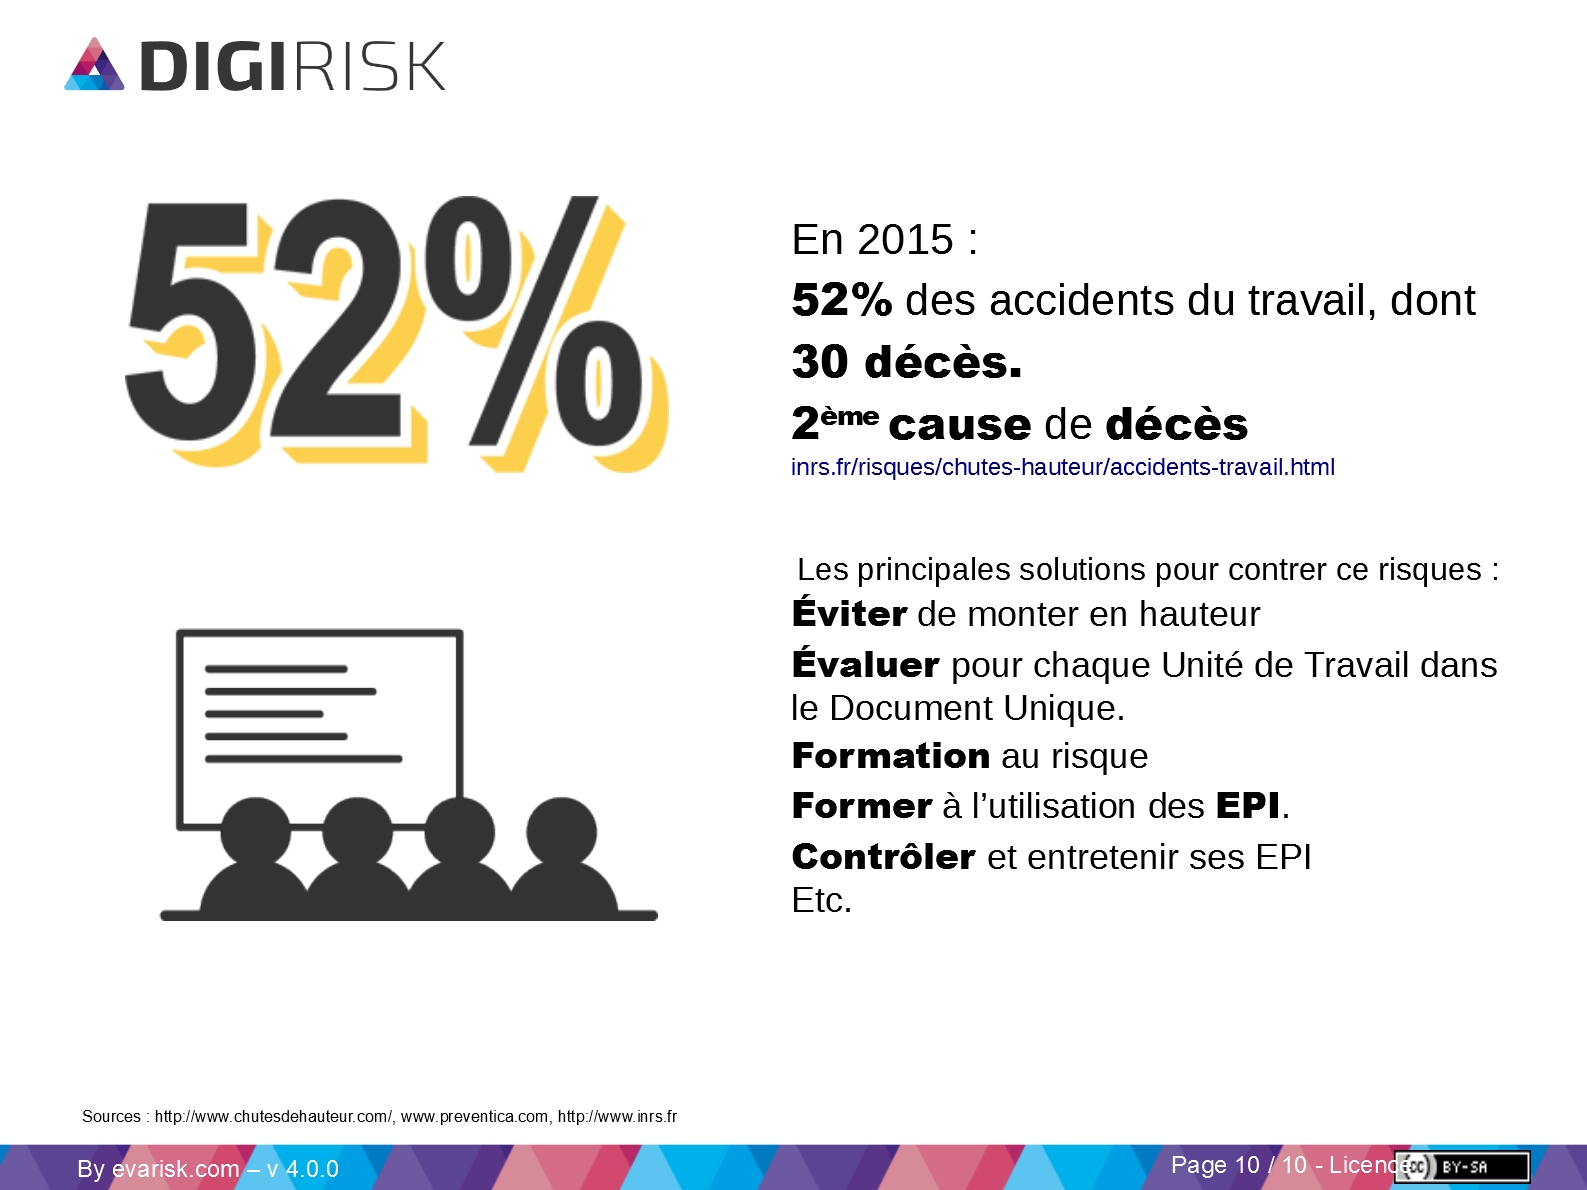 DIGIRISK
52%
En 2015 :
52% des accidents du travail, dont
30 décès.
2ème cause de décès
inrs.fr/risques/chutes-hauteur/accidents-travail.html
Les principales solutions pour contrer ce risques :
Éviter de monter en hauteur
Évaluer pour chaque Unité de Travail dans
le Document Unique.
Formation au risque
Former à l’utilisation des EPI.
Contrôler et entretenir ses EPI
Etc.
Sources : http://www.chutesdehauteur.com/, www.preventica.com, http://www.inrs.fr
By evarisk.com – v 4.0.0
Page 10 / 10 - Licence
cc BY-SA